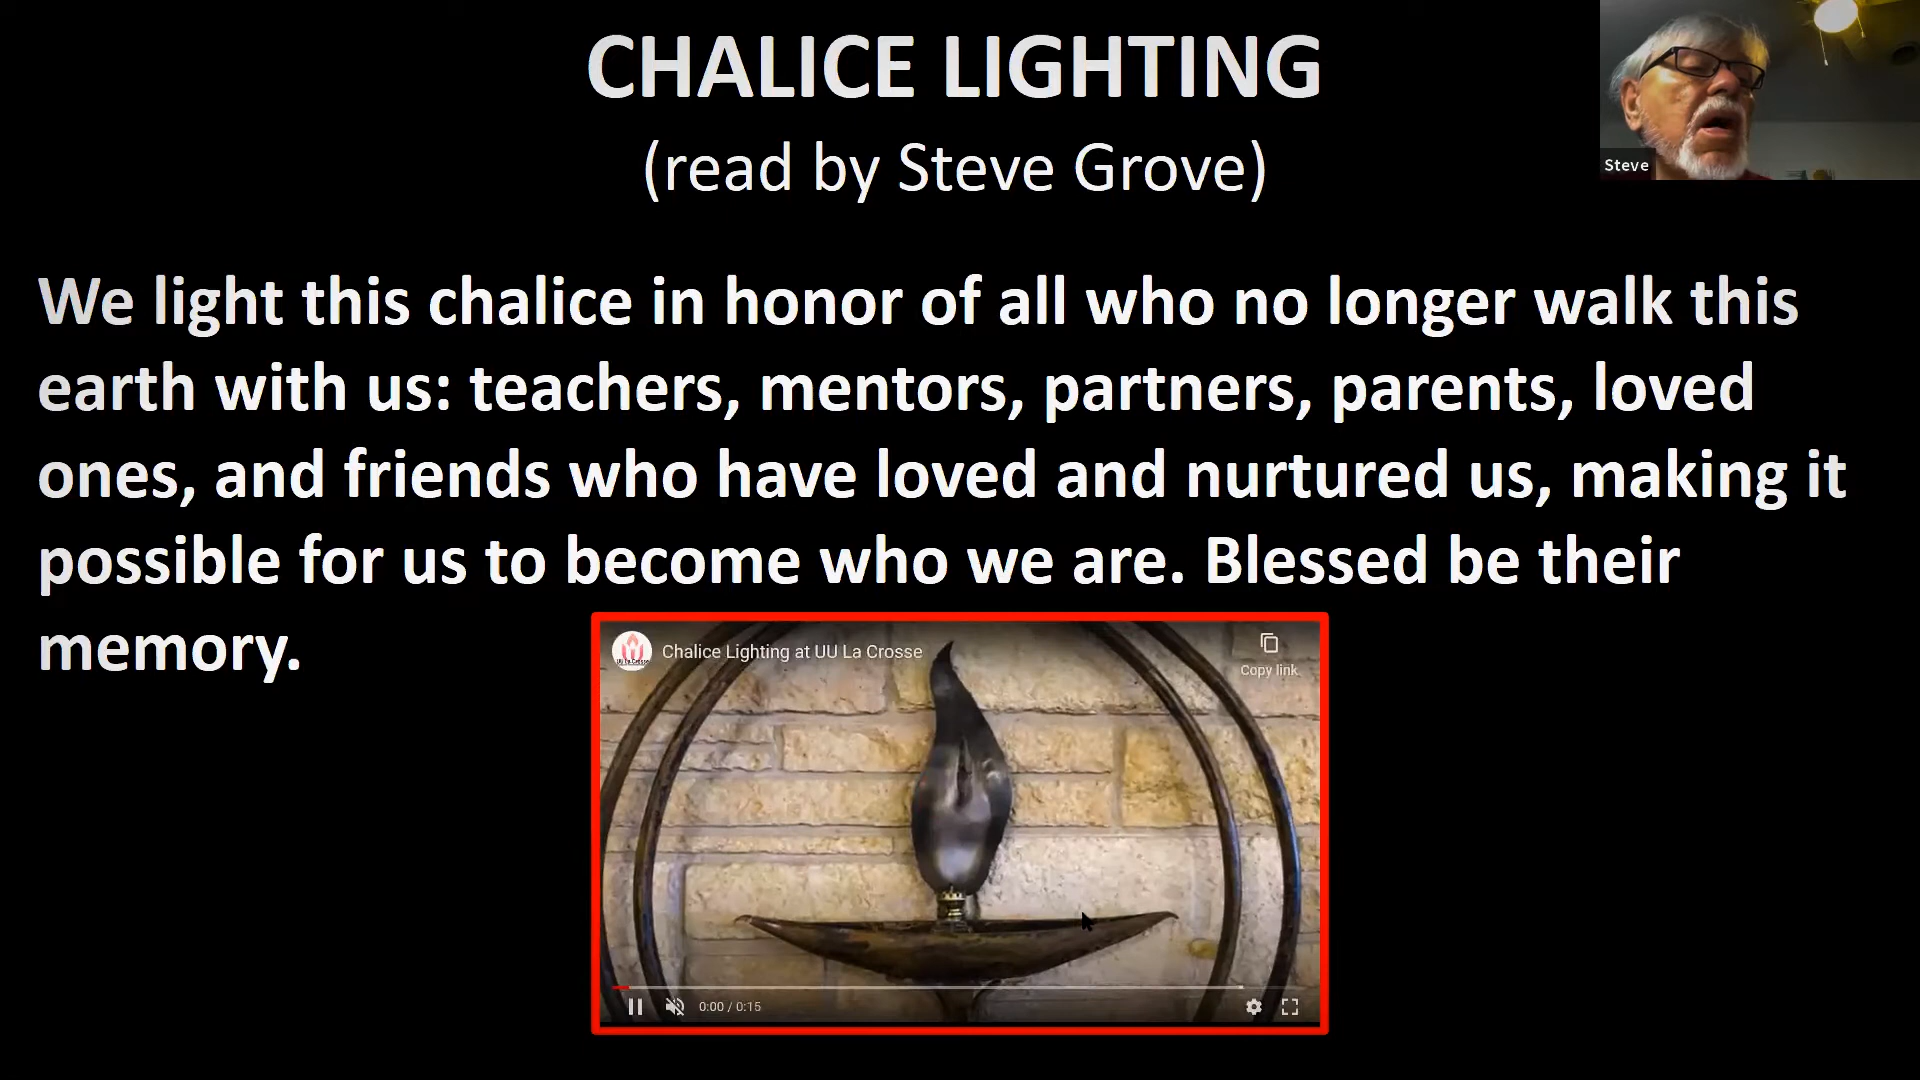 CHALICE LIGHTING
(read by Steve Grove)
Steve
We light this chalice in honor of all who no longer walk this
earth with us: teachers, mentors, partners, parents, loved
ones, and friends who have loved and nurtured us, making it
possible for us to become who we are. Blessed be their
memory.
UU La Crosse
Chalice Lighting at UU La Crosse
Copy link
0:00 / 0:15